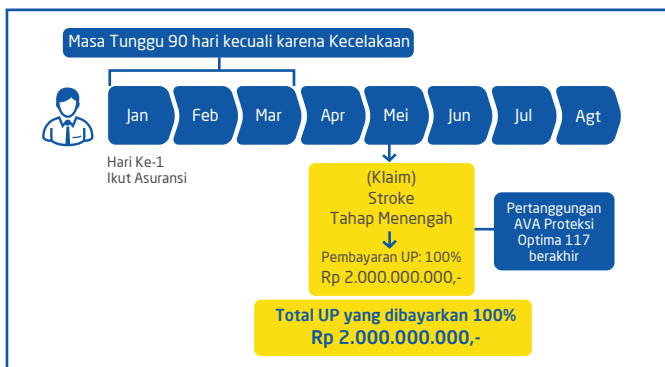 Masa Tunggu 90 hari kecuali karena Kecelakaan
Jan Feb Mar Apr Mei Jun Jul Agt
Hari Ke-1
Ikut Asuransi
(Klaim)
Stroke
Tahap Menengah
Pembayaran UP: 100%
Rp 2.000.000.000,-
Pertanggungan
AVA Proteksi
Optima 117
berakhir
Total UP yang dibayarkan 100%
Rp 2.000.000.000,-